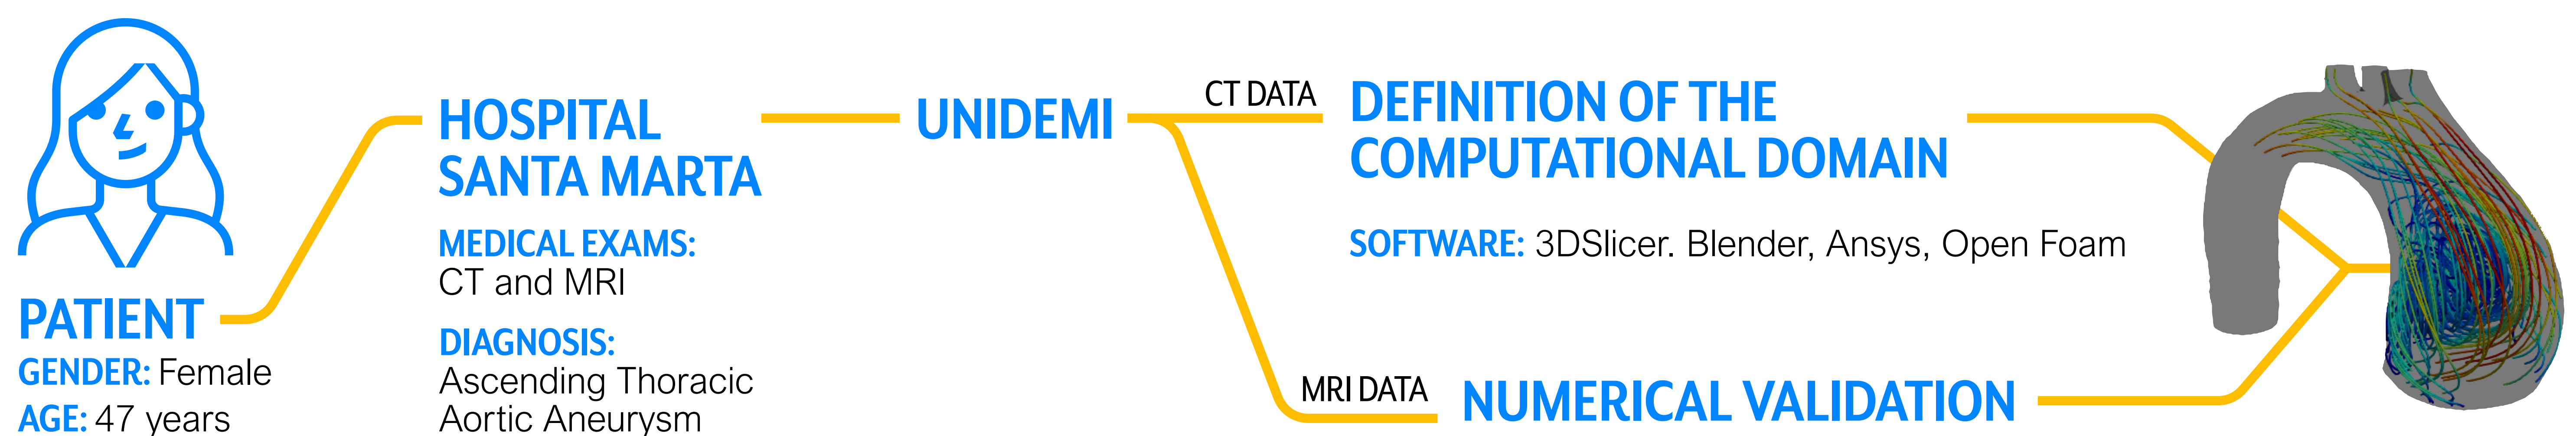 PATIENT
GENDER: Female
AGE: 47 years
HOSPITAL
SANTA MARTA
MEDICAL EXAMS:
CT and MRI
DIAGNOSIS:
Ascending Thoracic
Aortic Aneurysm
UNIDEMI
CT DATA
DEFINITION OF THE
COMPUTATIONAL DOMAIN
SOFTWARE: 3DSlicer. Blender, Ansys, Open Foam
MRI DATA
NUMERICAL VALIDATION